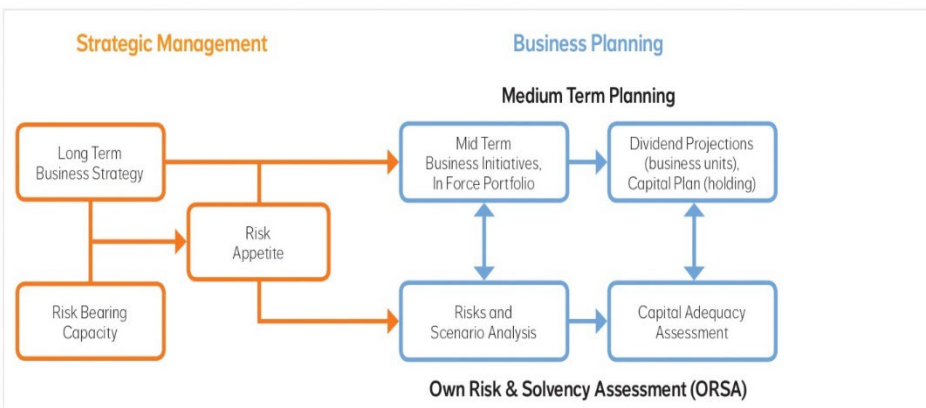 Strategic Management
Business Planning
Medium Term Planning
Long Term
Business Strategy
Mid Term
Business Initiatives,
In Force Portfolio
Dividend Projections
(business units),
Capital Plan (holding)
Risk
Appetite
Risk Bearing
Capacity
Risks and
Scenario Analysis
Capital Adequacy
Assessment
Own Risk & Solvency Assessment (ORSA)